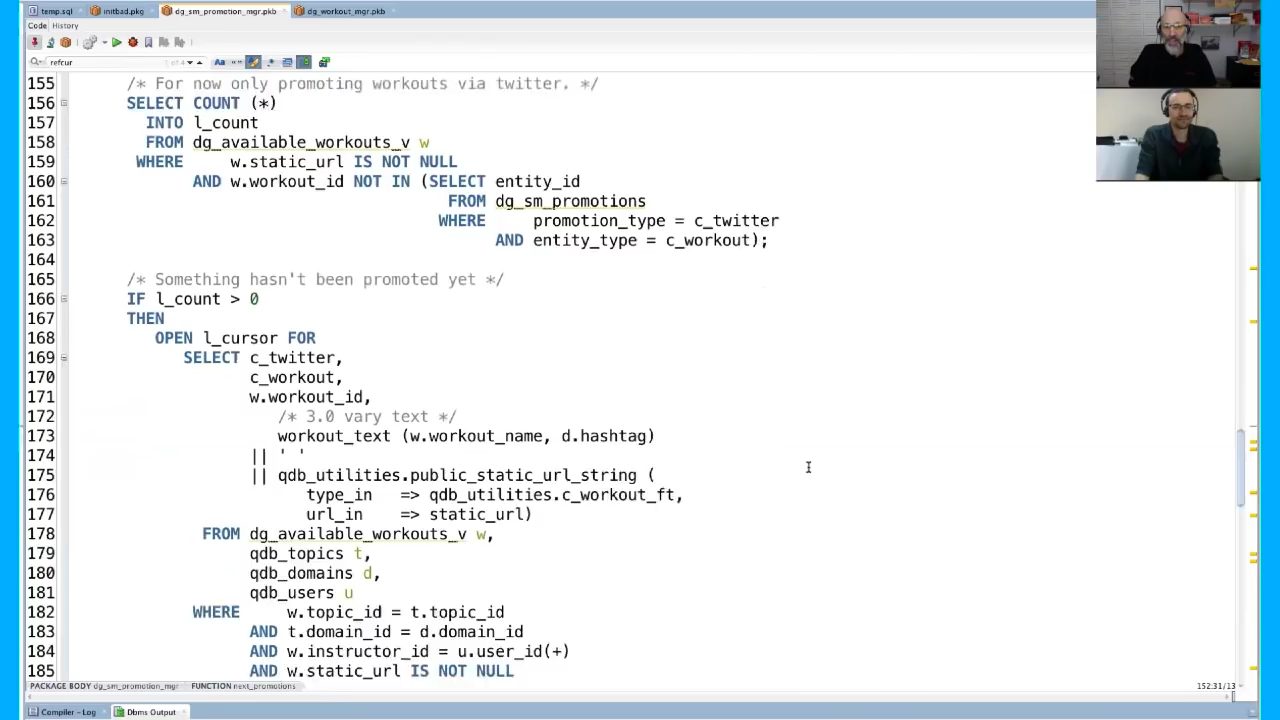 temp.sql initbad.pkg dg_sm_promotion_mgr.pkb dg_workout_mgr.pkb
Code History
refcur
155 /* For now only promoting workouts via twitter. */
156 SELECT COUNT (*)
157 INTO l_count
158 FROM dg_available_workouts_v w
159 WHERE w.static_url IS NOT NULL
160 AND w.workout_id NOT IN (SELECT entity_id
161 FROM dg_sm_promotions
162 WHERE promotion_type = c_twitter
163 AND entity_type = c_workout);
164
165 /* Something hasn't been promoted yet */
166 IF l_count > 0
167 THEN
168 OPEN l_cursor FOR
169 SELECT c_twitter,
170 c_workout,
171 w.workout_id,
172 /* 3.0 vary text */
173 workout_text (w.workout_name, d.hashtag)
174 || ' '
175 || qdb_utilities.public_static_url_string (
176 type_in => qdb_utilities.c_workout_ft,
177 url_in => static_url)
178 FROM dg_available_workouts_v w,
179 qdb_topics t,
180 qdb_domains d,
181 qdb_users u
182 WHERE w.topic_id = t.topic_id
183 AND t.domain_id = d.domain_id
184 AND w.instructor_id = u.user_id(+)
185 AND w.static_url IS NOT NULL
PACKAGE BODY dg_sm_promotion_mgr FUNCTION next_promotions 152:31/13
Compiler – Log Dbms Output